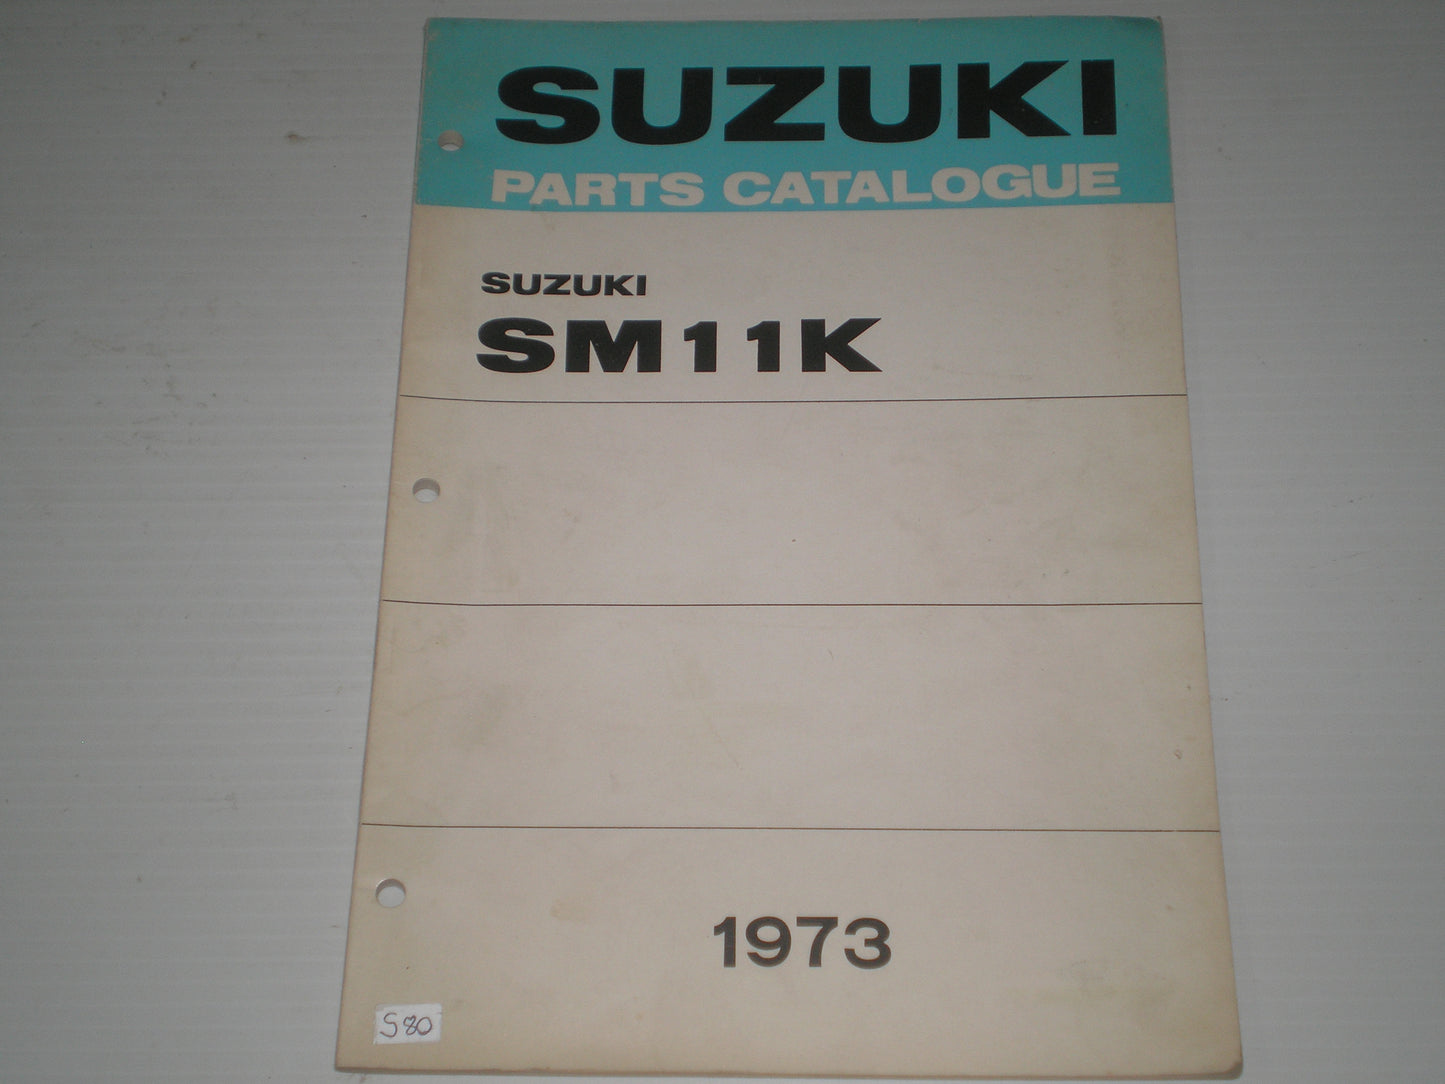 SUZUKI
PARTS CATALOGUE
SUZUKI
SM11K
1973
S80